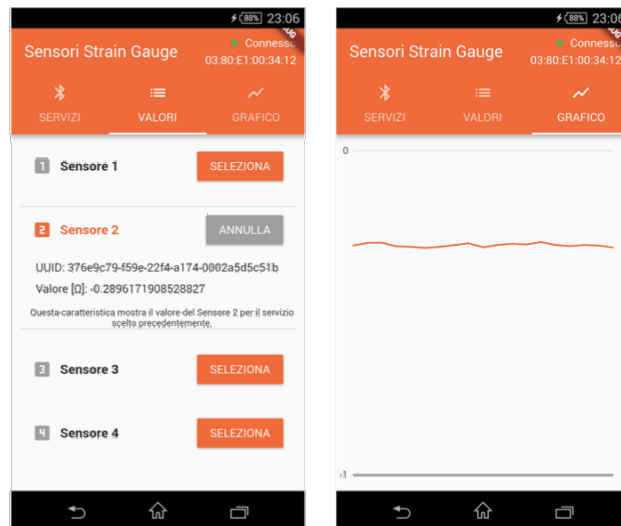 88% 23:06
Sensori Strain Gauge
Connesso
03:80:E1:00:34:12
SERVIZI VALORI GRAFICO
1 Sensore 1 SELEZIONA
2 Sensore 2 ANNULLA
UUID: 376e9c79-f59e-22f4-a174-0002a5d5c51b
Valore [Ω]: -0.2896171908528827
Questa caratteristica mostra il valore del Sensore 2 per il servizio
scelto precedentemente.
3 Sensore 3 SELEZIONA
4 Sensore 4 SELEZIONA
88% 23:06
Sensori Strain Gauge
Connesso
03:80:E1:00:34:12
SERVIZI VALORI GRAFICO
0
-1